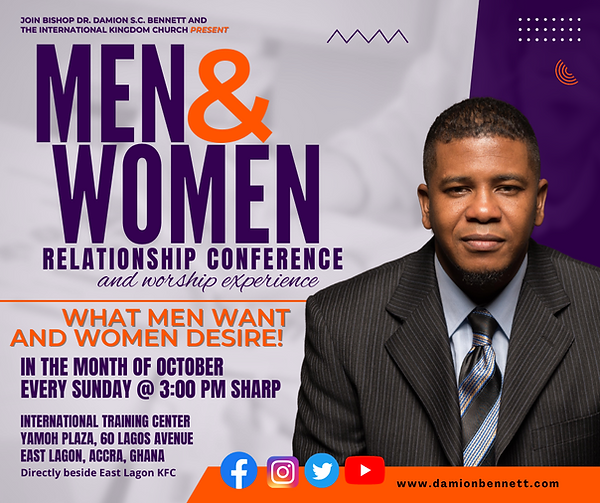 JOIN BISHOP DR. DAMION S.C. BENNETT AND
THE INTERNATIONAL KINGDOM CHURCH PRESENT
MEN &
WOMEN
RELATIONSHIP CONFERENCE
and worship experience
WHAT MEN WANT
AND WOMEN DESIRE!
IN THE MONTH OF OCTOBER
EVERY SUNDAY @ 3:00 PM SHARP
INTERNATIONAL TRAINING CENTER
YAMOH PLAZA, 60 LAGOS AVENUE
EAST LAGON, ACCRA, GHANA
Directly beside East Lagon KFC
www.damionbennett.com